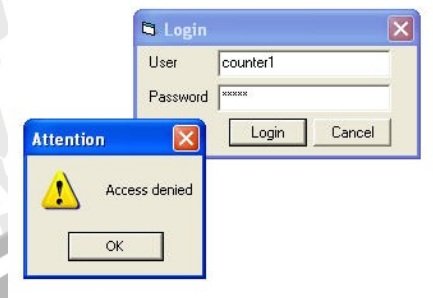 Login
User counter1
Password *****
Login Cancel
Attention
Access denied
OK